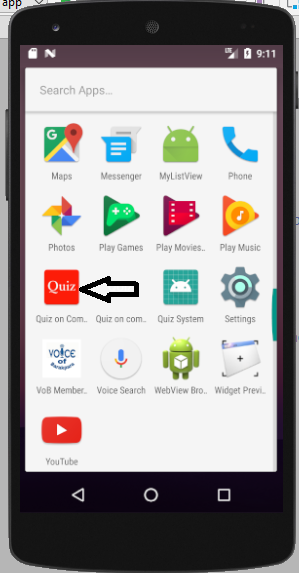 app
9:11
Search Apps...
Maps Messenger MyListView Phone
Photos Play Games Play Movies.. Play Music
Quiz
Quiz on Com.. Quiz on com.. Quiz System Settings
VOICE
OF
VoB Member.. Voice Search WebView Bro.. Widget Previ..
YouTube